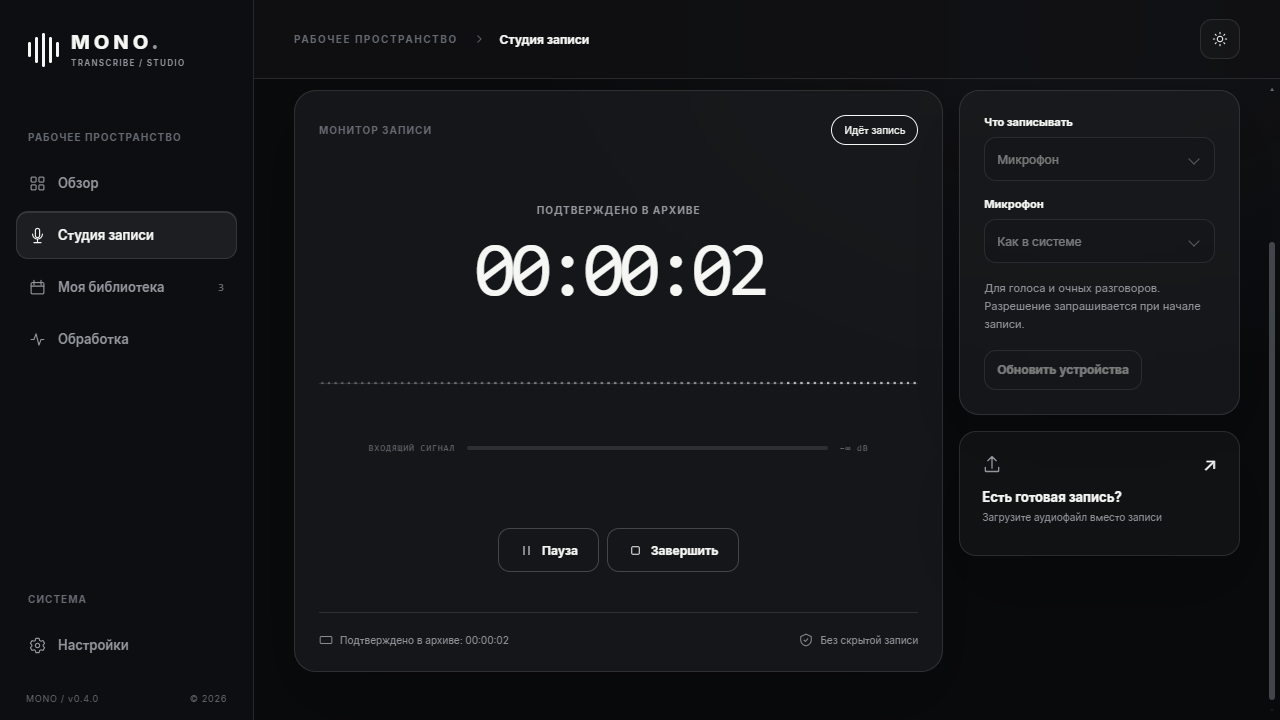 MONO.
TRANSCRIBE / STUDIO
РАБОЧЕЕ ПРОСТРАНСТВО
Обзор
Студия записи
Моя библиотека 3
Обработка
СИСТЕМА
Настройки
MONO / v0.4.0 © 2026
РАБОЧЕЕ ПРОСТРАНСТВО > Студия записи
МОНИТОР ЗАПИСИ
Идёт запись
ПОДТВЕРЖДЕНО В АРХИВЕ
00:00:02
ВХОДЯЩИЙ СИГНАЛ −∞ dB
Пауза
Завершить
Подтверждено в архиве: 00:00:02
Без скрытой записи
Что записывать
Микрофон
Микрофон
Как в системе
Для голоса и очных разговоров.
Разрешение запрашивается при начале
записи.
Обновить устройства
Есть готовая запись?
Загрузите аудиофайл вместо записи